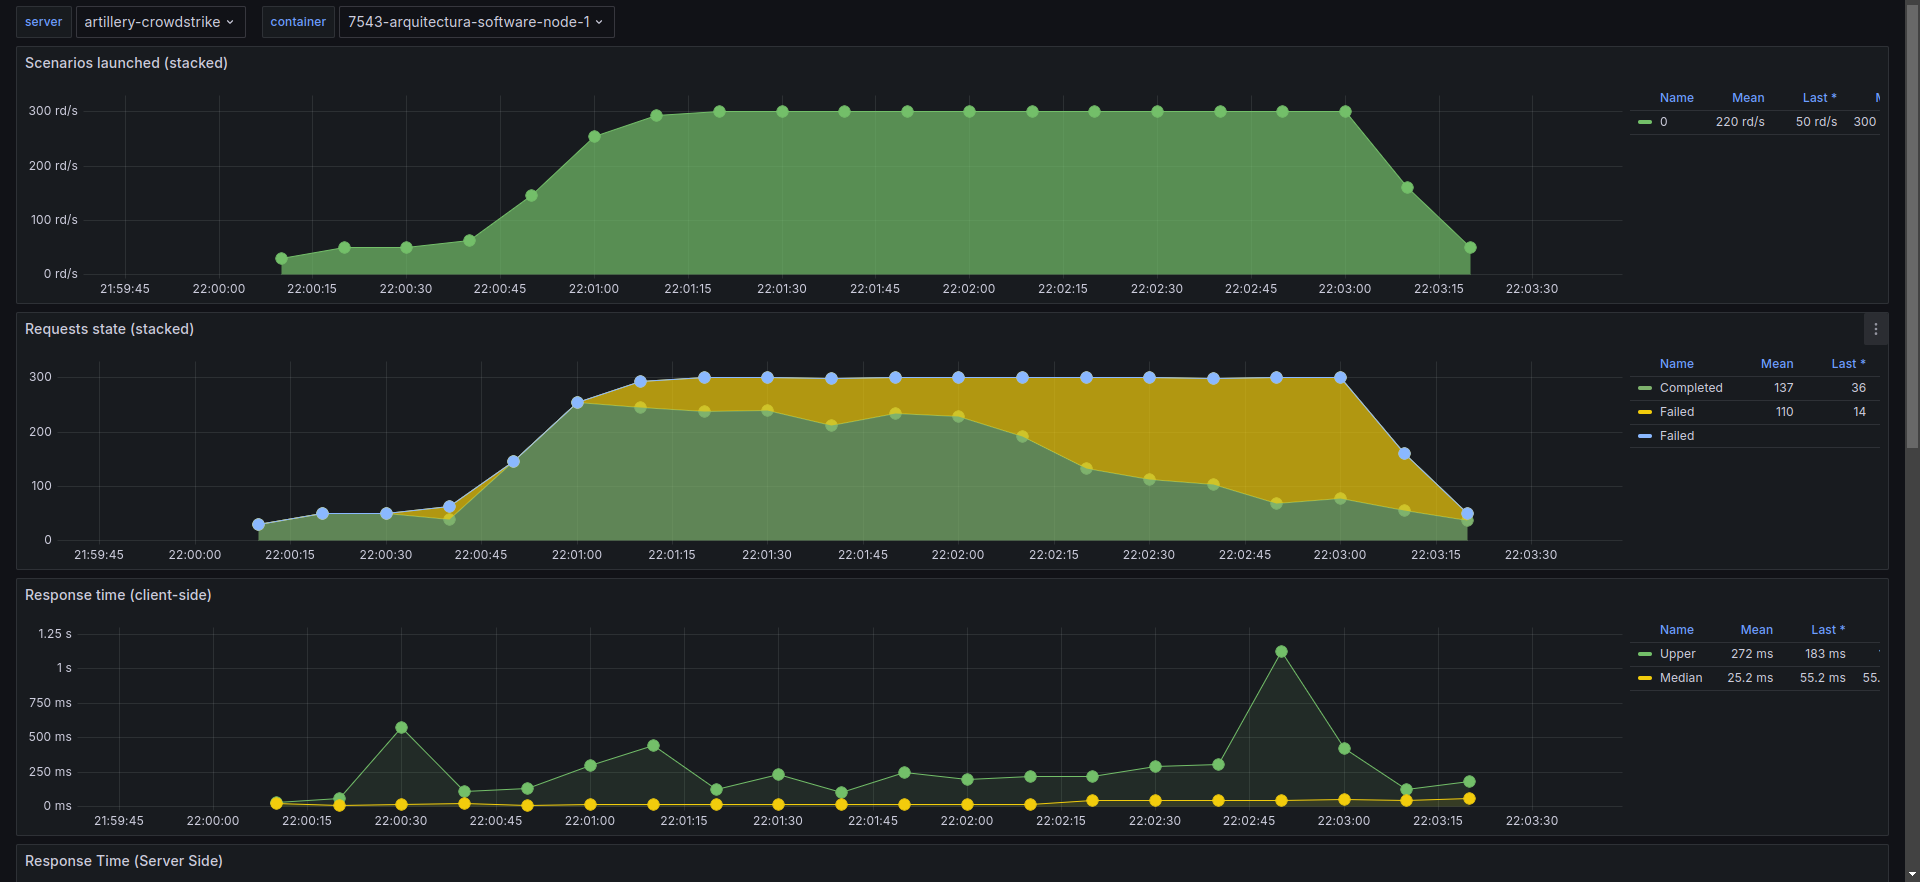 server artillery-crowdstrike container 7543-arquitectura-software-node-1
Scenarios launched (stacked)
300 rd/s
200 rd/s
100 rd/s
0 rd/s
21:59:45 22:00:00 22:00:15 22:00:30 22:00:45 22:01:00 22:01:15 22:01:30 22:01:45 22:02:00 22:02:15 22:02:30 22:02:45 22:03:00 22:03:15 22:03:30
Name Mean Last *
0 220 rd/s 50 rd/s 300
Requests state (stacked)
300
200
100
0
21:59:45 22:00:00 22:00:15 22:00:30 22:00:45 22:01:00 22:01:15 22:01:30 22:01:45 22:02:00 22:02:15 22:02:30 22:02:45 22:03:00 22:03:15 22:03:30
Name Mean Last *
Completed 137 36
Failed 110 14
Failed
Response time (client-side)
1.25 s
1 s
750 ms
500 ms
250 ms
0 ms
21:59:45 22:00:00 22:00:15 22:00:30 22:00:45 22:01:00 22:01:15 22:01:30 22:01:45 22:02:00 22:02:15 22:02:30 22:02:45 22:03:00 22:03:15 22:03:30
Name Mean Last *
Upper 272 ms 183 ms
Median 25.2 ms 55.2 ms 55.
Response Time (Server Side)